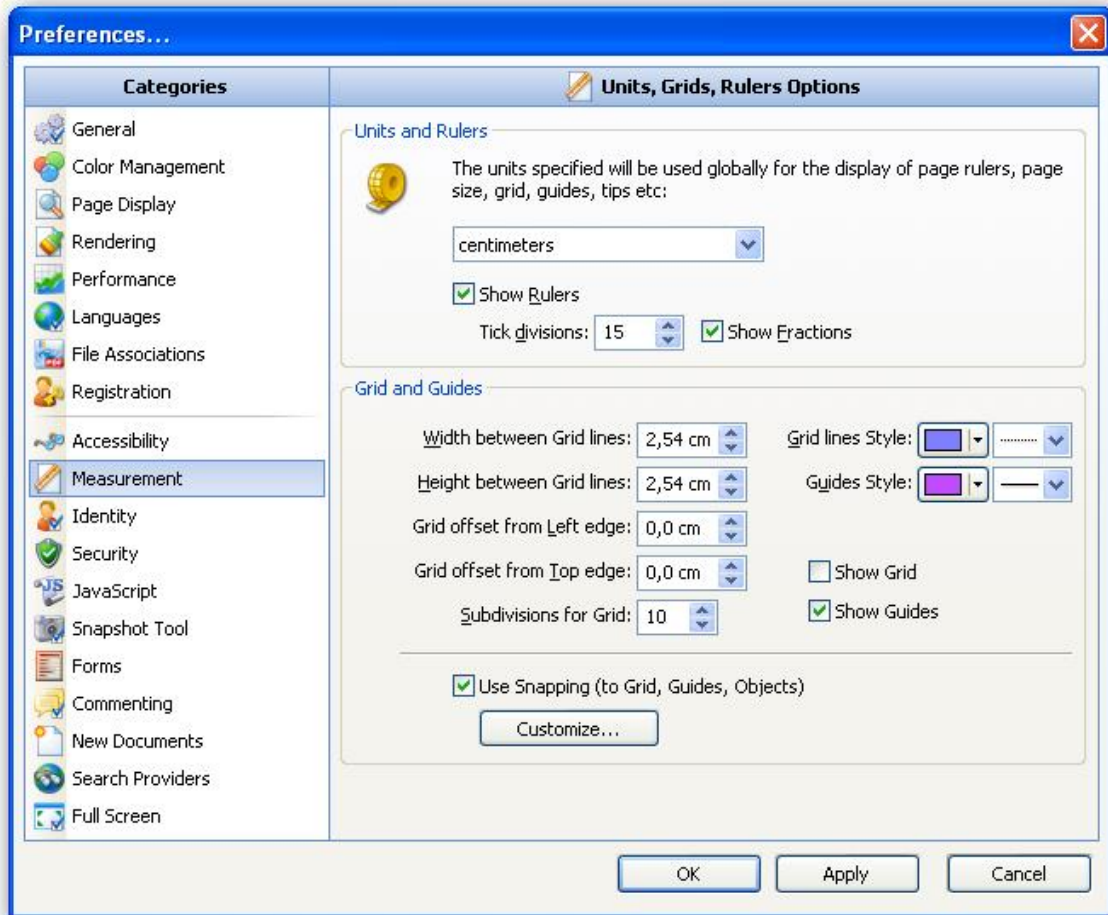 Preferences...
Categories
General
Color Management
Page Display
Rendering
Performance
Languages
File Associations
Registration
Accessibility
Measurement
Identity
Security
JavaScript
Snapshot Tool
Forms
Commenting
New Documents
Search Providers
Full Screen
Units, Grids, Rulers Options
Units and Rulers
The units specified will be used globally for the display of page rulers, page
size, grid, guides, tips etc:
centimeters
Show Rulers
Tick divisions: 15 Show Fractions
Grid and Guides
Width between Grid lines: 2,54 cm Grid lines Style:
Height between Grid lines: 2,54 cm Guides Style:
Grid offset from Left edge: 0,0 cm
Grid offset from Top edge: 0,0 cm Show Grid
Subdivisions for Grid: 10 Show Guides
Use Snapping (to Grid, Guides, Objects)
Customize...
OK Apply Cancel